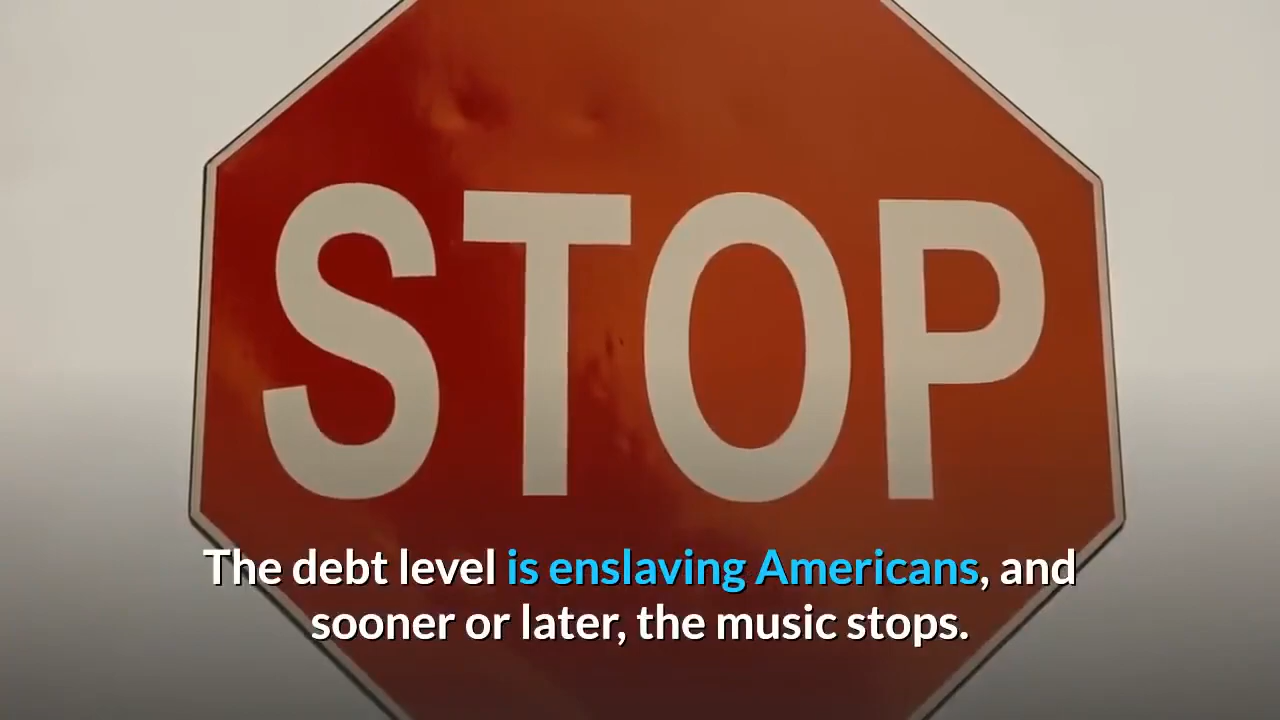 STOP
The debt level is enslaving Americans, and
sooner or later, the music stops.